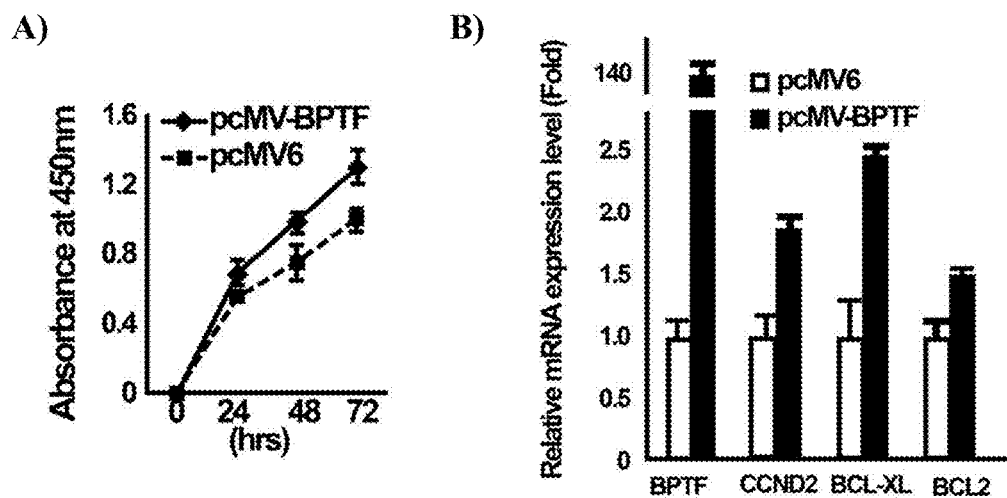 A)
Absorbance at 450nm
1.6
1.2
0.8
0.4
0
pcMV-BPTF
pcMV6
0 24 48 72
(hrs)
B)
Relative mRNA expression level (Fold)
140
2.5
2.0
1.5
1.0
0.5
0
pcMV6
pcMV-BPTF
BPTF CCND2 BCL-XL BCL2